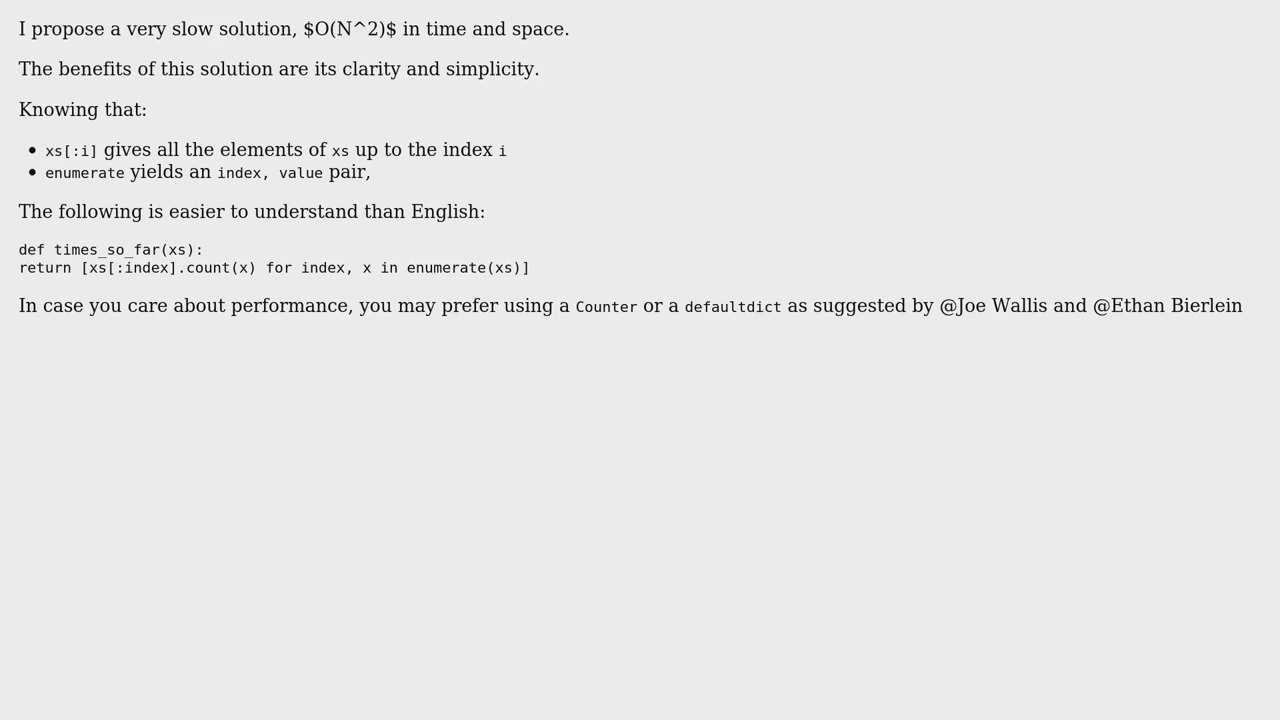 I propose a very slow solution, $O(N^2)$ in time and space.
The benefits of this solution are its clarity and simplicity.
Knowing that:
• xs[:i] gives all the elements of xs up to the index i
• enumerate yields an index, value pair,
The following is easier to understand than English:
def times_so_far(xs):
return [xs[:index].count(x) for index, x in enumerate(xs)]
In case you care about performance, you may prefer using a Counter or a defaultdict as suggested by @Joe Wallis and @Ethan Bierlein